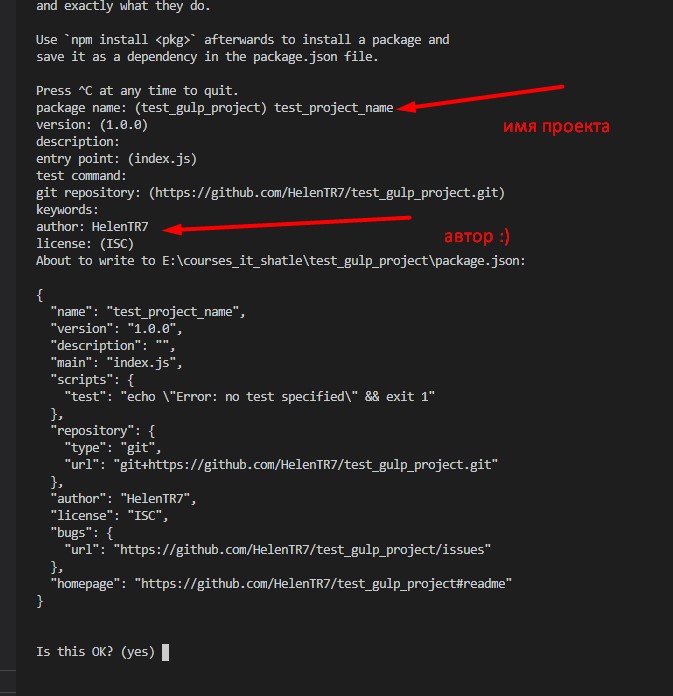 and exactly what they do.
Use `npm install <pkg>` afterwards to install a package and
save it as a dependency in the package.json file.
Press ^C at any time to quit.
package name: (test_gulp_project) test_project_name
имя проекта
version: (1.0.0)
description:
entry point: (index.js)
test command:
git repository: (https://github.com/HelenTR7/test_gulp_project.git)
keywords:
author: HelenTR7
автор :)
license: (ISC)
About to write to E:\courses_it_shatle\test_gulp_project\package.json:
{
  "name": "test_project_name",
  "version": "1.0.0",
  "description": "",
  "main": "index.js",
  "scripts": {
    "test": "echo \"Error: no test specified\" && exit 1"
  },
  "repository": {
    "type": "git",
    "url": "git+https://github.com/HelenTR7/test_gulp_project.git"
  },
  "author": "HelenTR7",
  "license": "ISC",
  "bugs": {
    "url": "https://github.com/HelenTR7/test_gulp_project/issues"
  },
  "homepage": "https://github.com/HelenTR7/test_gulp_project#readme"
}
Is this OK? (yes)